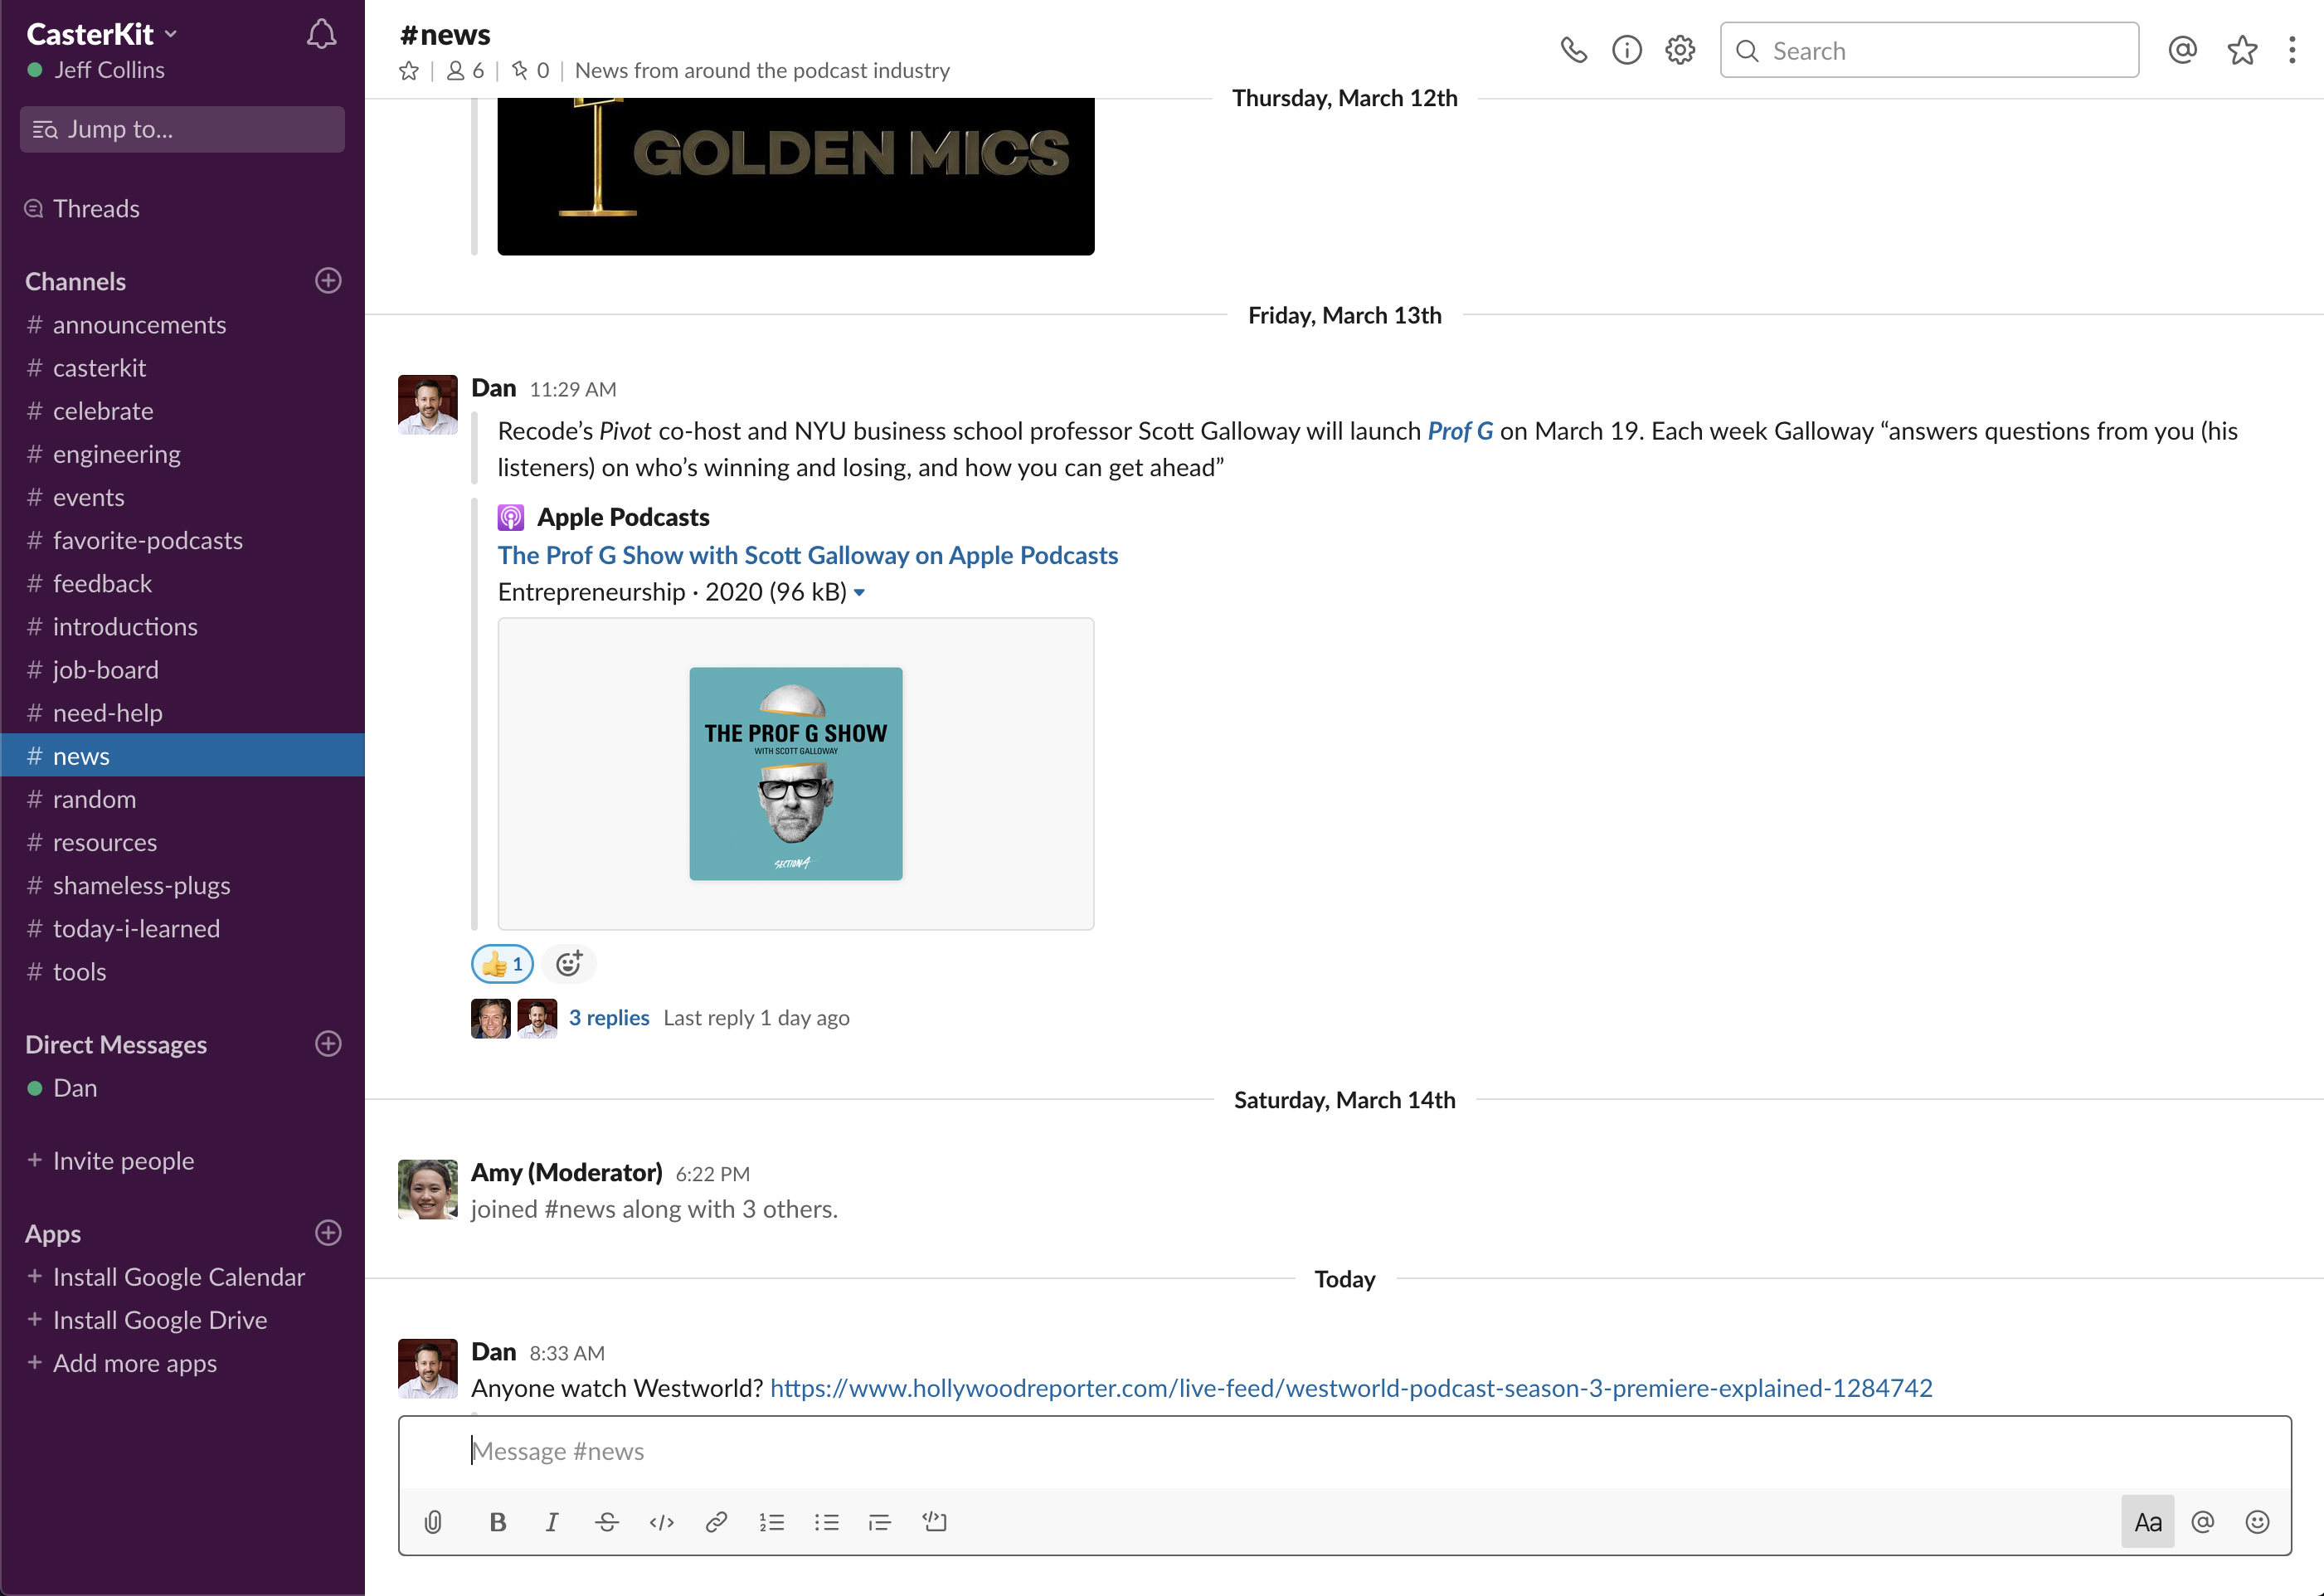 CasterKit
Jeff Collins
Jump to...
Threads
Channels
# announcements
# casterkit
# celebrate
# engineering
# events
# favorite-podcasts
# feedback
# introductions
# job-board
# need-help
# news
# random
# resources
# shameless-plugs
# today-i-learned
# tools
Direct Messages
Dan
+ Invite people
Apps
+ Install Google Calendar
+ Install Google Drive
+ Add more apps
#news
6 | 0 | News from around the podcast industry
Search
Thursday, March 12th
GOLDEN MICS
Friday, March 13th
Dan 11:29 AM
Recode’s Pivot co-host and NYU business school professor Scott Galloway will launch Prof G on March 19. Each week Galloway “answers questions from you (his
listeners) on who’s winning and losing, and how you can get ahead”
Apple Podcasts
The Prof G Show with Scott Galloway on Apple Podcasts
Entrepreneurship · 2020 (96 kB)
THE PROF G SHOW
WITH SCOTT GALLOWAY
SECTION4
1
3 replies Last reply 1 day ago
Saturday, March 14th
Amy (Moderator) 6:22 PM
joined #news along with 3 others.
Today
Dan 8:33 AM
Anyone watch Westworld? https://www.hollywoodreporter.com/live-feed/westworld-podcast-season-3-premiere-explained-1284742
Message #news
B I S </> Aa @